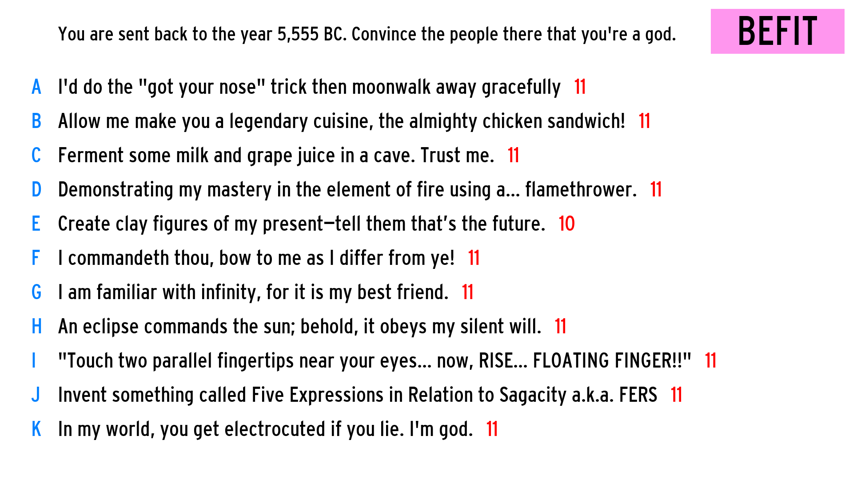 You are sent back to the year 5,555 BC. Convince the people there that you're a god.
BEFIT
A I'd do the "got your nose" trick then moonwalk away gracefully 11
B Allow me make you a legendary cuisine, the almighty chicken sandwich! 11
C Ferment some milk and grape juice in a cave. Trust me. 11
D Demonstrating my mastery in the element of fire using a... flamethrower. 11
E Create clay figures of my present—tell them that's the future. 10
F I commandeth thou, bow to me as I differ from ye! 11
G I am familiar with infinity, for it is my best friend. 11
H An eclipse commands the sun; behold, it obeys my silent will. 11
I "Touch two parallel fingertips near your eyes... now, RISE... FLOATING FINGER!!" 11
J Invent something called Five Expressions in Relation to Sagacity a.k.a. FERS 11
K In my world, you get electrocuted if you lie. I'm god. 11